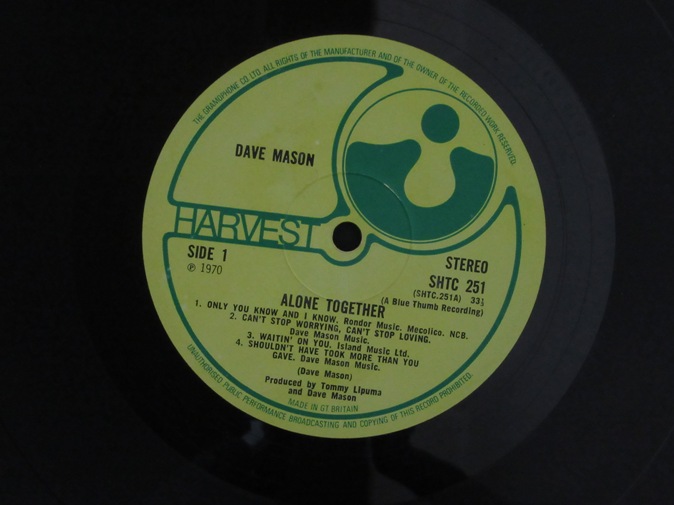 THE GRAMOPHONE CO. LTD. ALL RIGHTS OF THE MANUFACTURER AND OF THE OWNER OF THE RECORDED WORK RESERVED.
DAVE MASON
HARVEST
SIDE 1
℗ 1970
STEREO
SHTC 251
(SHTC.251A) 33⅓
(A Blue Thumb Recording)
ALONE TOGETHER
1. ONLY YOU KNOW AND I KNOW. Rondor Music. Mecolico. NCB.
2. CAN'T STOP WORRYING, CAN'T STOP LOVING.
Dave Mason Music.
3. WAITIN' ON YOU. Island Music Ltd.
4. SHOULDN'T HAVE TOOK MORE THAN YOU
GAVE. Dave Mason Music.
(Dave Mason)
Produced by Tommy Lipuma
and Dave Mason
MADE IN GT BRITAIN
UNAUTHORISED PUBLIC PERFORMANCE BROADCASTING AND COPYING OF THIS RECORD PROHIBITED.